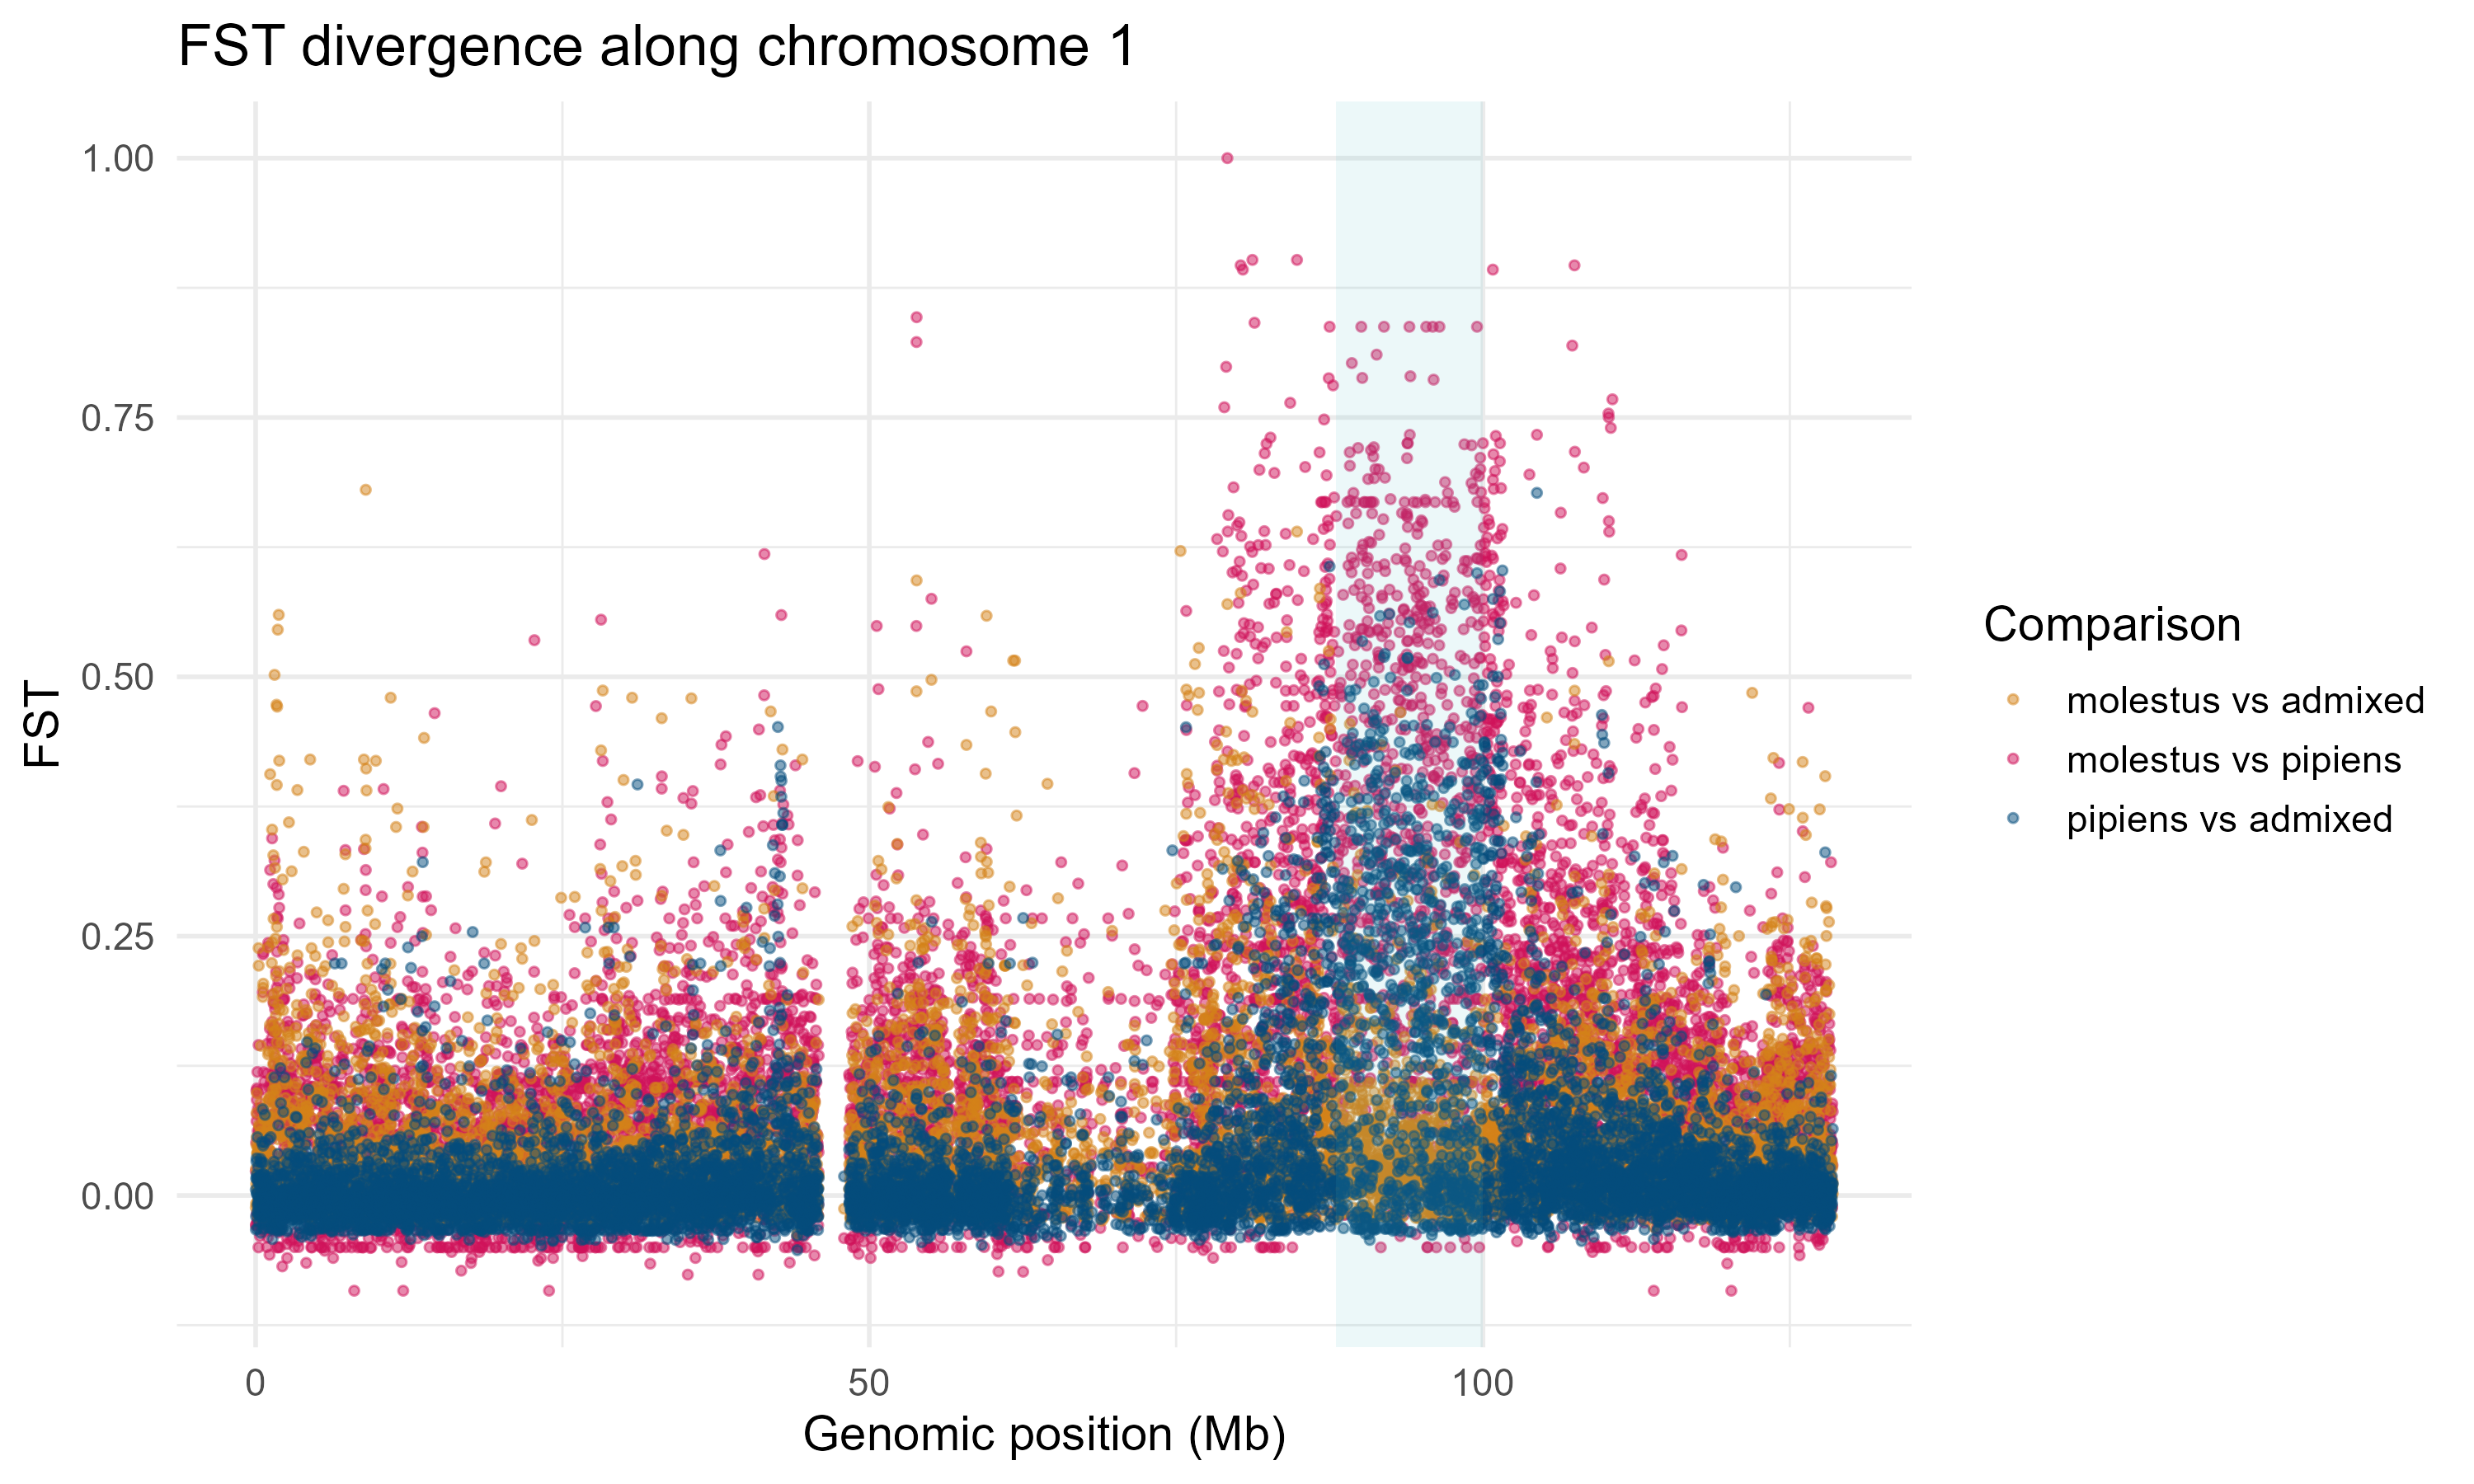 FST divergence along chromosome 1
1.00
0.75
0.50
0.25
0.00
FST
0
50
100
Genomic position (Mb)
Comparison
molestus vs admixed
molestus vs pipiens
pipiens vs admixed